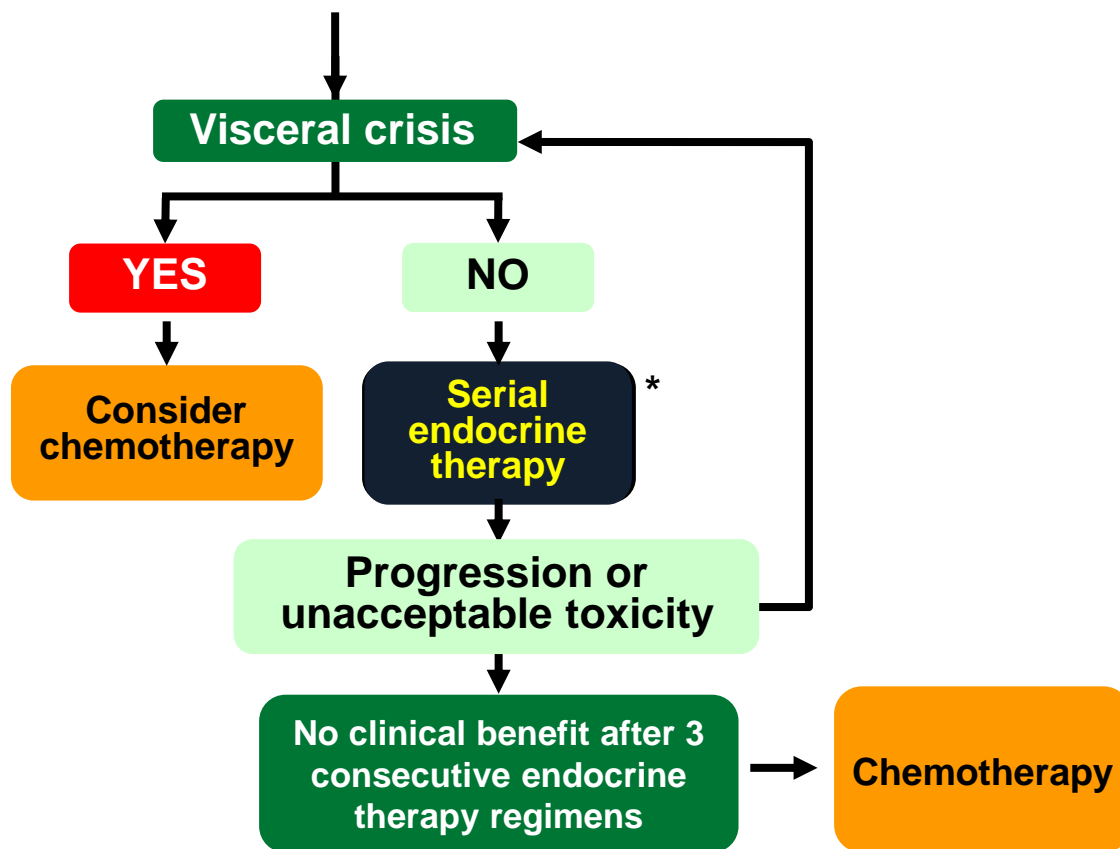 Visceral crisis
YES
NO
Consider
chemotherapy
Serial
endocrine
therapy
*
Progression or
unacceptable toxicity
No clinical benefit after 3
consecutive endocrine
therapy regimens
Chemotherapy